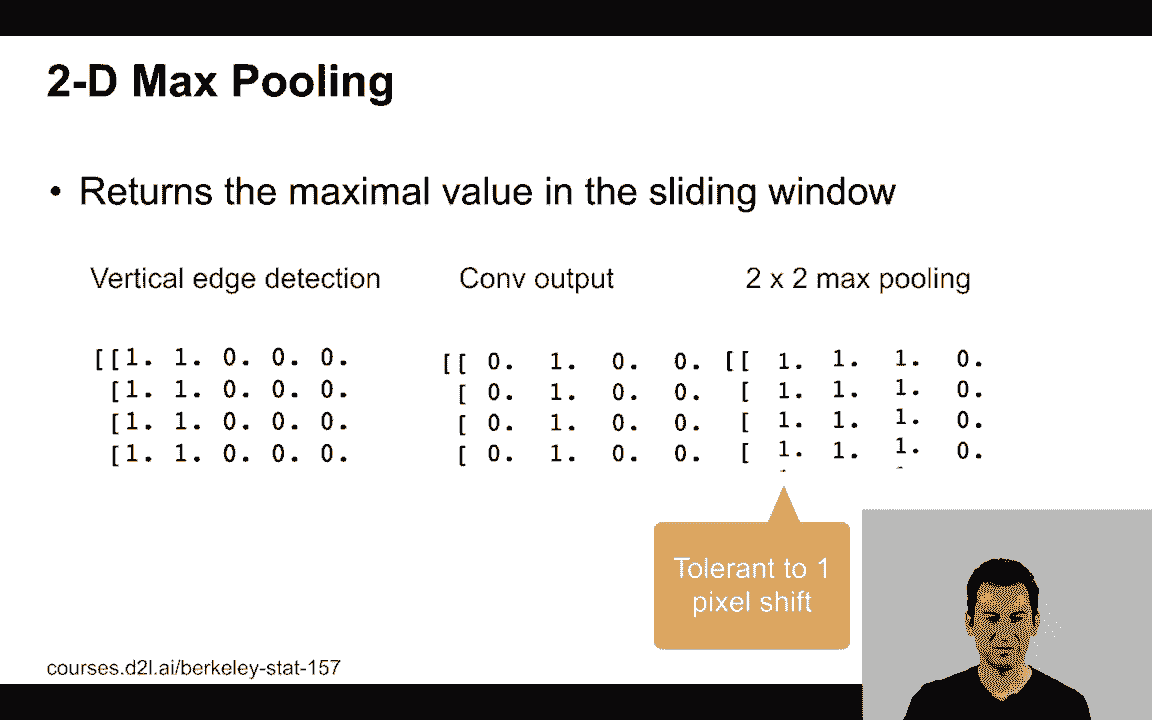 2-D Max Pooling
• Returns the maximal value in the sliding window
Vertical edge detection
[[1. 1. 0. 0. 0.
[1. 1. 0. 0. 0.
[1. 1. 0. 0. 0.
[1. 1. 0. 0. 0.
Conv output
[[ 0. 1. 0. 0.
[ 0. 1. 0. 0.
[ 0. 1. 0. 0.
[ 0. 1. 0. 0.
2 x 2 max pooling
[[ 1. 1. 1. 0.
[ 1. 1. 1. 0.
[ 1. 1. 1. 0.
[ 1. 1. 1. 0.
Tolerant to 1
pixel shift
courses.d2l.ai/berkeley-stat-157